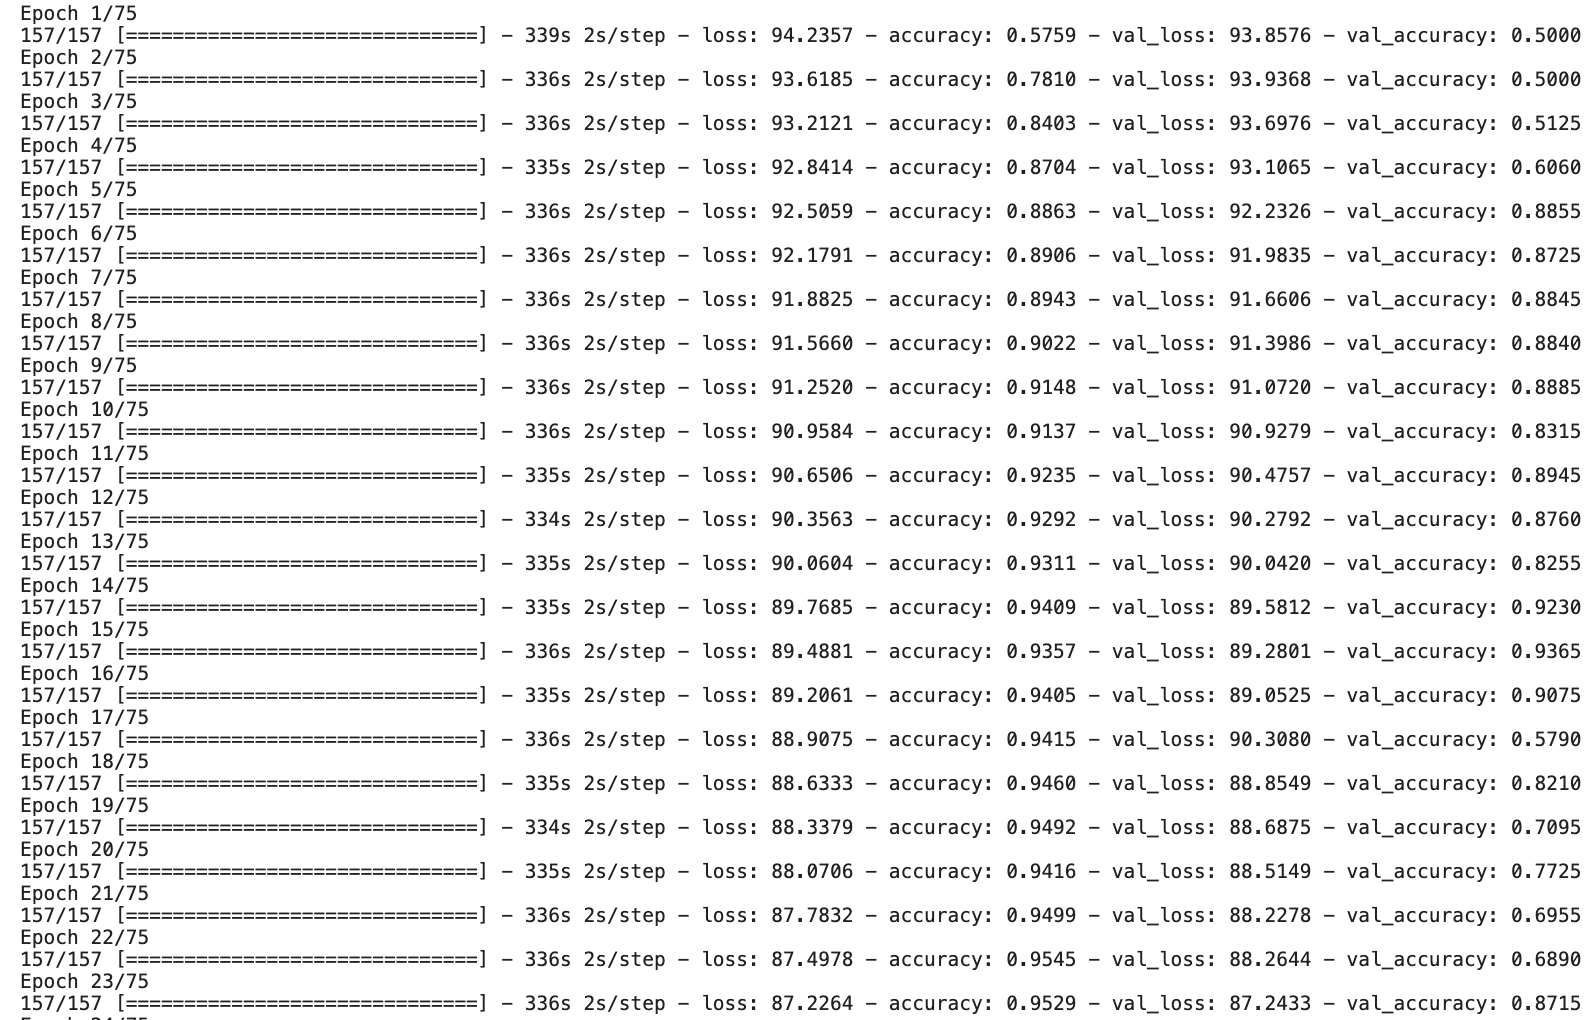 Epoch 1/75
157/157 [==============================] - 339s 2s/step - loss: 94.2357 - accuracy: 0.5759 - val_loss: 93.8576 - val_accuracy: 0.5000
Epoch 2/75
157/157 [==============================] - 336s 2s/step - loss: 93.6185 - accuracy: 0.7810 - val_loss: 93.9368 - val_accuracy: 0.5000
Epoch 3/75
157/157 [==============================] - 336s 2s/step - loss: 93.2121 - accuracy: 0.8403 - val_loss: 93.6976 - val_accuracy: 0.5125
Epoch 4/75
157/157 [==============================] - 335s 2s/step - loss: 92.8414 - accuracy: 0.8704 - val_loss: 93.1065 - val_accuracy: 0.6060
Epoch 5/75
157/157 [==============================] - 336s 2s/step - loss: 92.5059 - accuracy: 0.8863 - val_loss: 92.2326 - val_accuracy: 0.8855
Epoch 6/75
157/157 [==============================] - 336s 2s/step - loss: 92.1791 - accuracy: 0.8906 - val_loss: 91.9835 - val_accuracy: 0.8725
Epoch 7/75
157/157 [==============================] - 336s 2s/step - loss: 91.8825 - accuracy: 0.8943 - val_loss: 91.6606 - val_accuracy: 0.8845
Epoch 8/75
157/157 [==============================] - 336s 2s/step - loss: 91.5660 - accuracy: 0.9022 - val_loss: 91.3986 - val_accuracy: 0.8840
Epoch 9/75
157/157 [==============================] - 336s 2s/step - loss: 91.2520 - accuracy: 0.9148 - val_loss: 91.0720 - val_accuracy: 0.8885
Epoch 10/75
157/157 [==============================] - 336s 2s/step - loss: 90.9584 - accuracy: 0.9137 - val_loss: 90.9279 - val_accuracy: 0.8315
Epoch 11/75
157/157 [==============================] - 335s 2s/step - loss: 90.6506 - accuracy: 0.9235 - val_loss: 90.4757 - val_accuracy: 0.8945
Epoch 12/75
157/157 [==============================] - 334s 2s/step - loss: 90.3563 - accuracy: 0.9292 - val_loss: 90.2792 - val_accuracy: 0.8760
Epoch 13/75
157/157 [==============================] - 335s 2s/step - loss: 90.0604 - accuracy: 0.9311 - val_loss: 90.0420 - val_accuracy: 0.8255
Epoch 14/75
157/157 [==============================] - 335s 2s/step - loss: 89.7685 - accuracy: 0.9409 - val_loss: 89.5812 - val_accuracy: 0.9230
Epoch 15/75
157/157 [==============================] - 336s 2s/step - loss: 89.4881 - accuracy: 0.9357 - val_loss: 89.2801 - val_accuracy: 0.9365
Epoch 16/75
157/157 [==============================] - 335s 2s/step - loss: 89.2061 - accuracy: 0.9405 - val_loss: 89.0525 - val_accuracy: 0.9075
Epoch 17/75
157/157 [==============================] - 336s 2s/step - loss: 88.9075 - accuracy: 0.9415 - val_loss: 90.3080 - val_accuracy: 0.5790
Epoch 18/75
157/157 [==============================] - 335s 2s/step - loss: 88.6333 - accuracy: 0.9460 - val_loss: 88.8549 - val_accuracy: 0.8210
Epoch 19/75
157/157 [==============================] - 334s 2s/step - loss: 88.3379 - accuracy: 0.9492 - val_loss: 88.6875 - val_accuracy: 0.7095
Epoch 20/75
157/157 [==============================] - 335s 2s/step - loss: 88.0706 - accuracy: 0.9416 - val_loss: 88.5149 - val_accuracy: 0.7725
Epoch 21/75
157/157 [==============================] - 336s 2s/step - loss: 87.7832 - accuracy: 0.9499 - val_loss: 88.2278 - val_accuracy: 0.6955
Epoch 22/75
157/157 [==============================] - 336s 2s/step - loss: 87.4978 - accuracy: 0.9545 - val_loss: 88.2644 - val_accuracy: 0.6890
Epoch 23/75
157/157 [==============================] - 336s 2s/step - loss: 87.2264 - accuracy: 0.9529 - val_loss: 87.2433 - val_accuracy: 0.8715